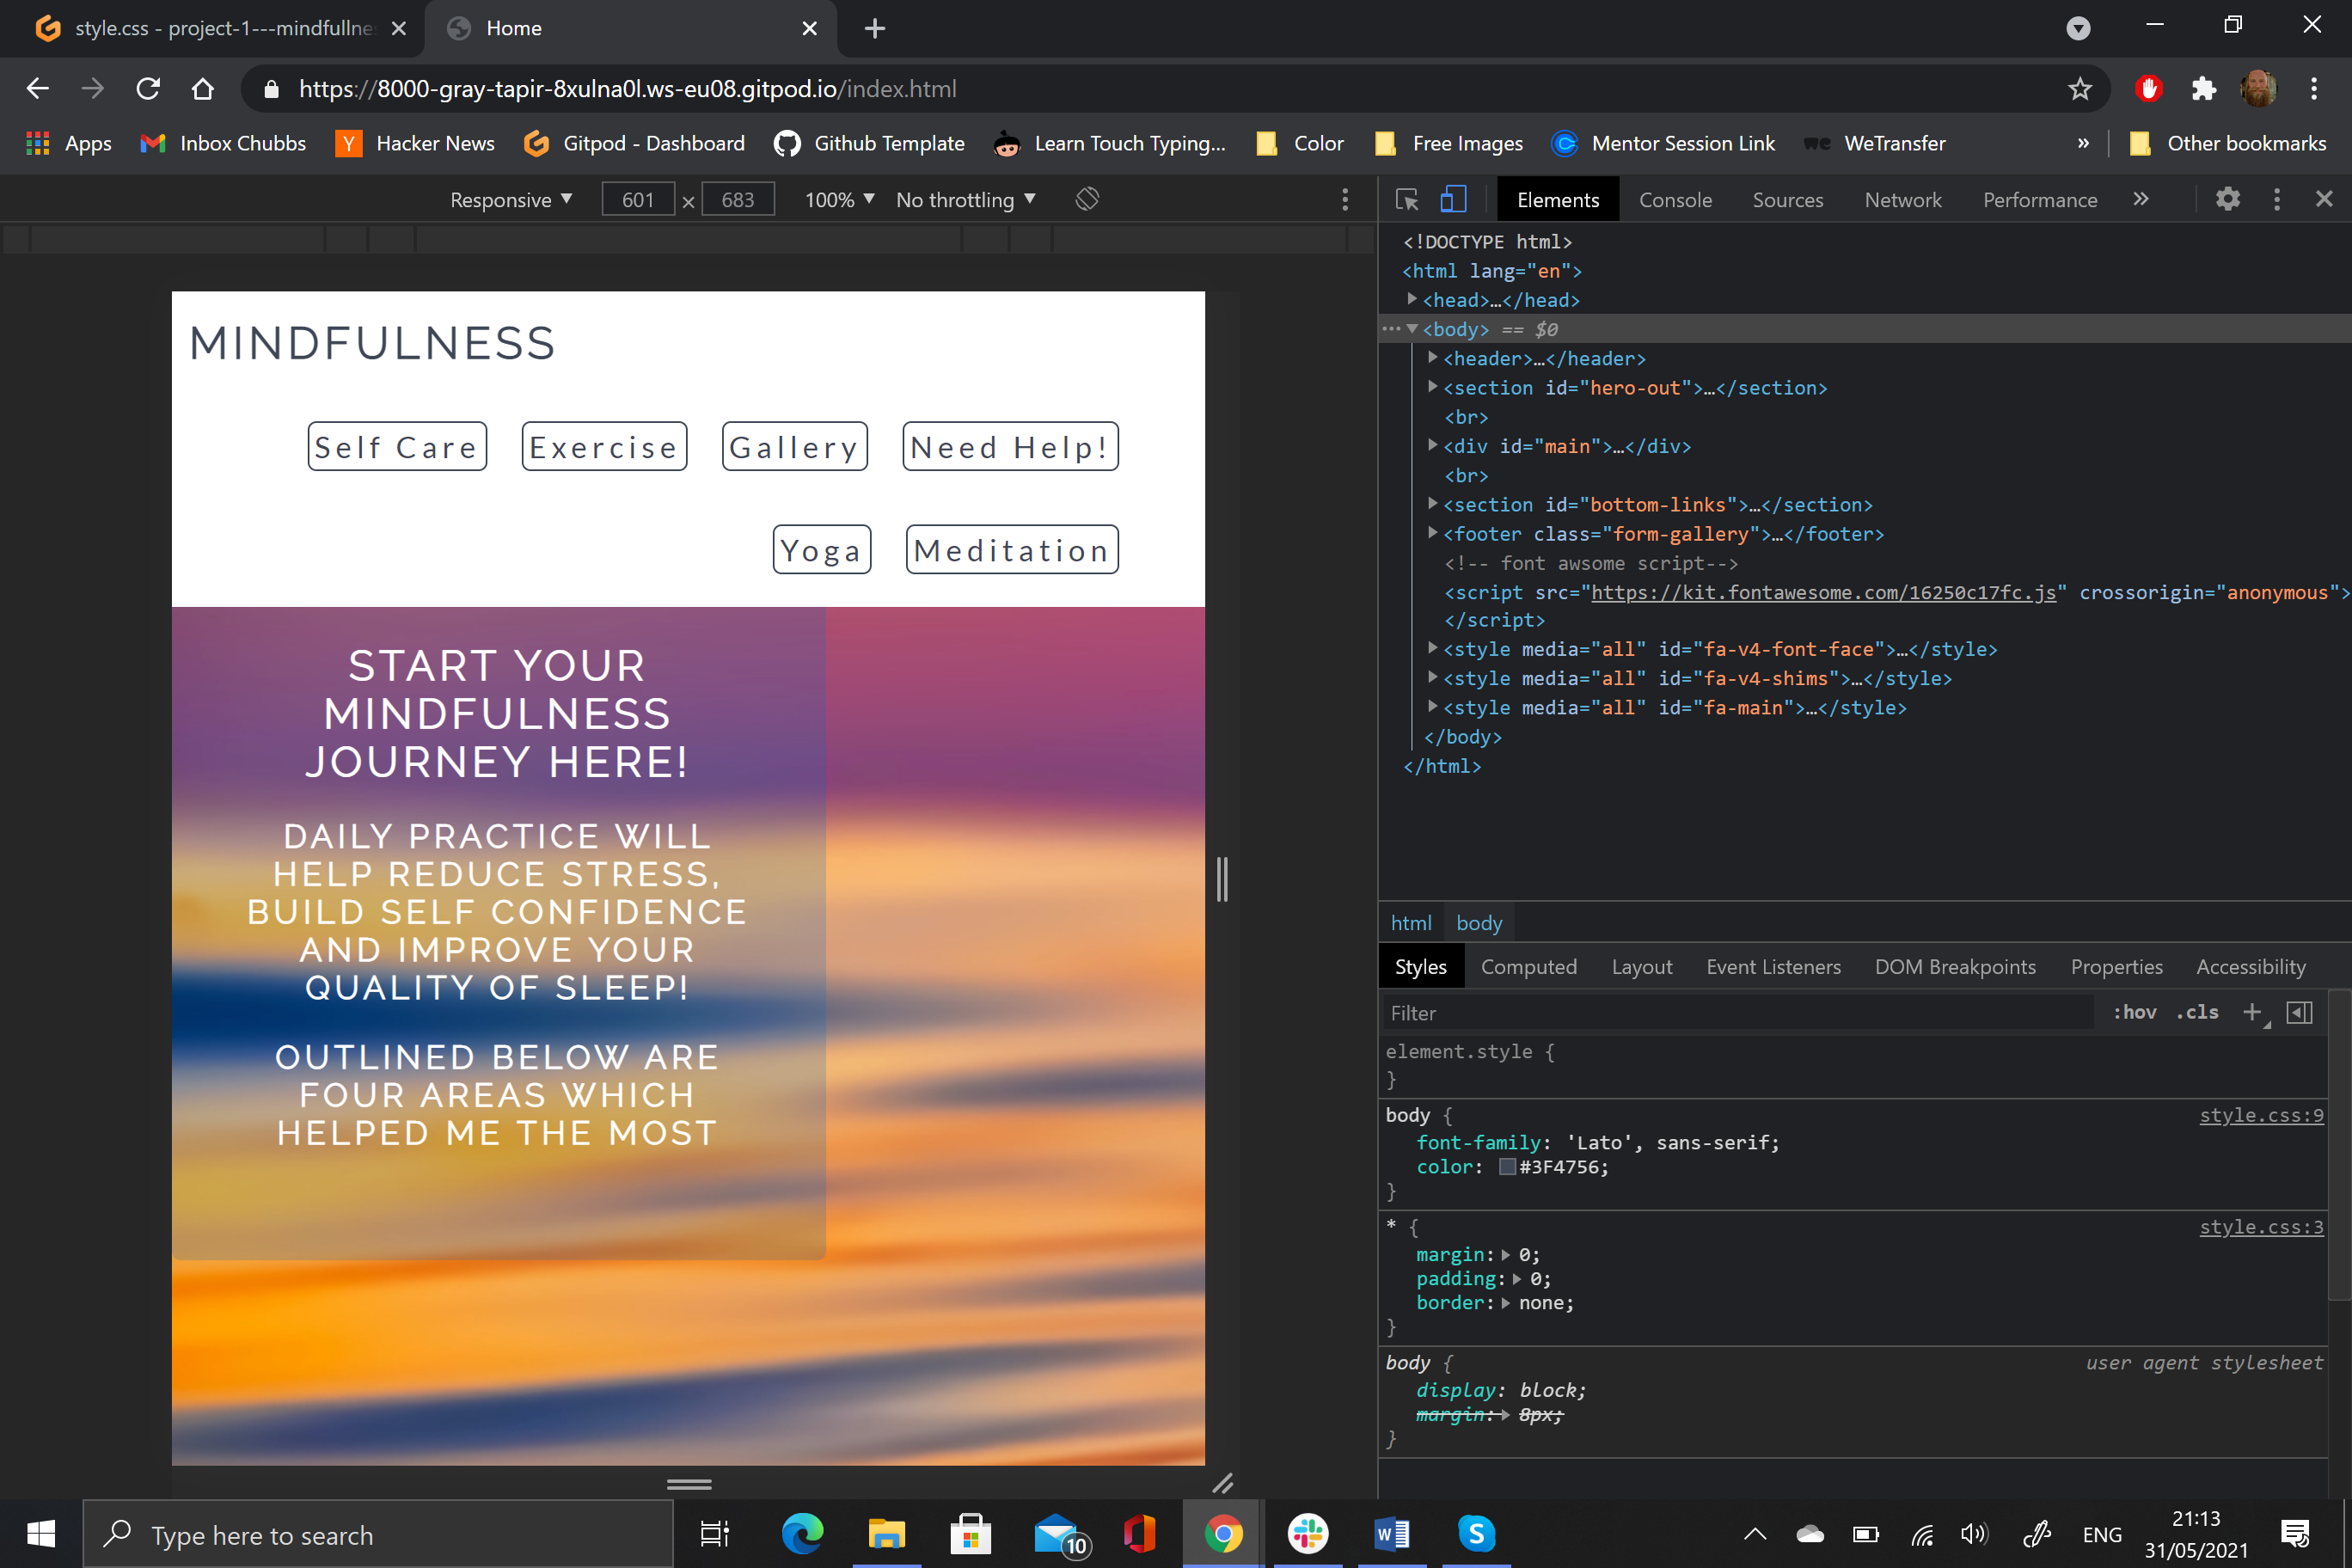 style.css - project-1---mindfullne
Home
https://8000-gray-tapir-8xulna0l.ws-eu08.gitpod.io/index.html
Apps
Inbox Chubbs
Hacker News
Gitpod - Dashboard
Github Template
Learn Touch Typing...
Color
Free Images
Mentor Session Link
WeTransfer
»
Other bookmarks
Responsive
601 × 683
100%
No throttling
Elements
Console
Sources
Network
Performance
»
MINDFULNESS
Self Care
Exercise
Gallery
Need Help!
Yoga
Meditation
START YOUR
MINDFULNESS
JOURNEY HERE!
DAILY PRACTICE WILL
HELP REDUCE STRESS,
BUILD SELF CONFIDENCE
AND IMPROVE YOUR
QUALITY OF SLEEP!
OUTLINED BELOW ARE
FOUR AREAS WHICH
HELPED ME THE MOST
<!DOCTYPE html>
<html lang="en">
<head>…</head>
<body> == $0
<header>…</header>
<section id="hero-out">…</section>
<br>
<div id="main">…</div>
<br>
<section id="bottom-links">…</section>
<footer class="form-gallery">…</footer>
<!-- font awsome script-->
<script src="https://kit.fontawesome.com/16250c17fc.js" crossorigin="anonymous">
</script>
<style media="all" id="fa-v4-font-face">…</style>
<style media="all" id="fa-v4-shims">…</style>
<style media="all" id="fa-main">…</style>
</body>
</html>
html
body
Styles
Computed
Layout
Event Listeners
DOM Breakpoints
Properties
Accessibility
Filter
:hov
.cls
+
element.style {
}
body {
style.css:9
font-family: 'Lato', sans-serif;
color: #3F4756;
}
* {
style.css:3
margin: 0;
padding: 0;
border: none;
}
body {
user agent stylesheet
display: block;
margin: 8px;
}
Type here to search
10
ENG
21:13
31/05/2021